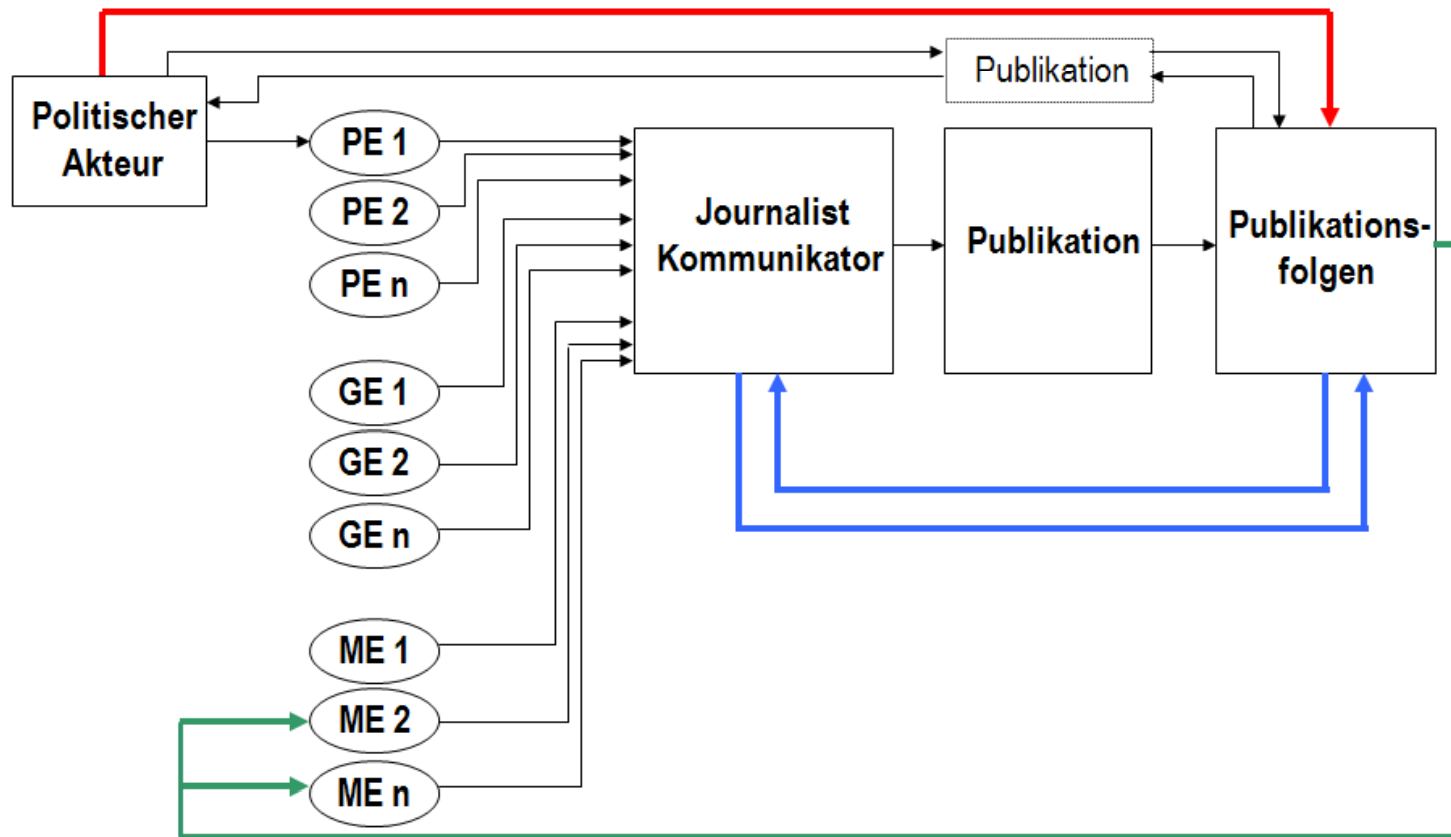 Publikation
Politischer
Akteur
PE 1
PE 2
PE n
GE 1
GE 2
GE n
ME 1
ME 2
ME n
Journalist
Kommunikator
Publikation
Publikations-
folgen